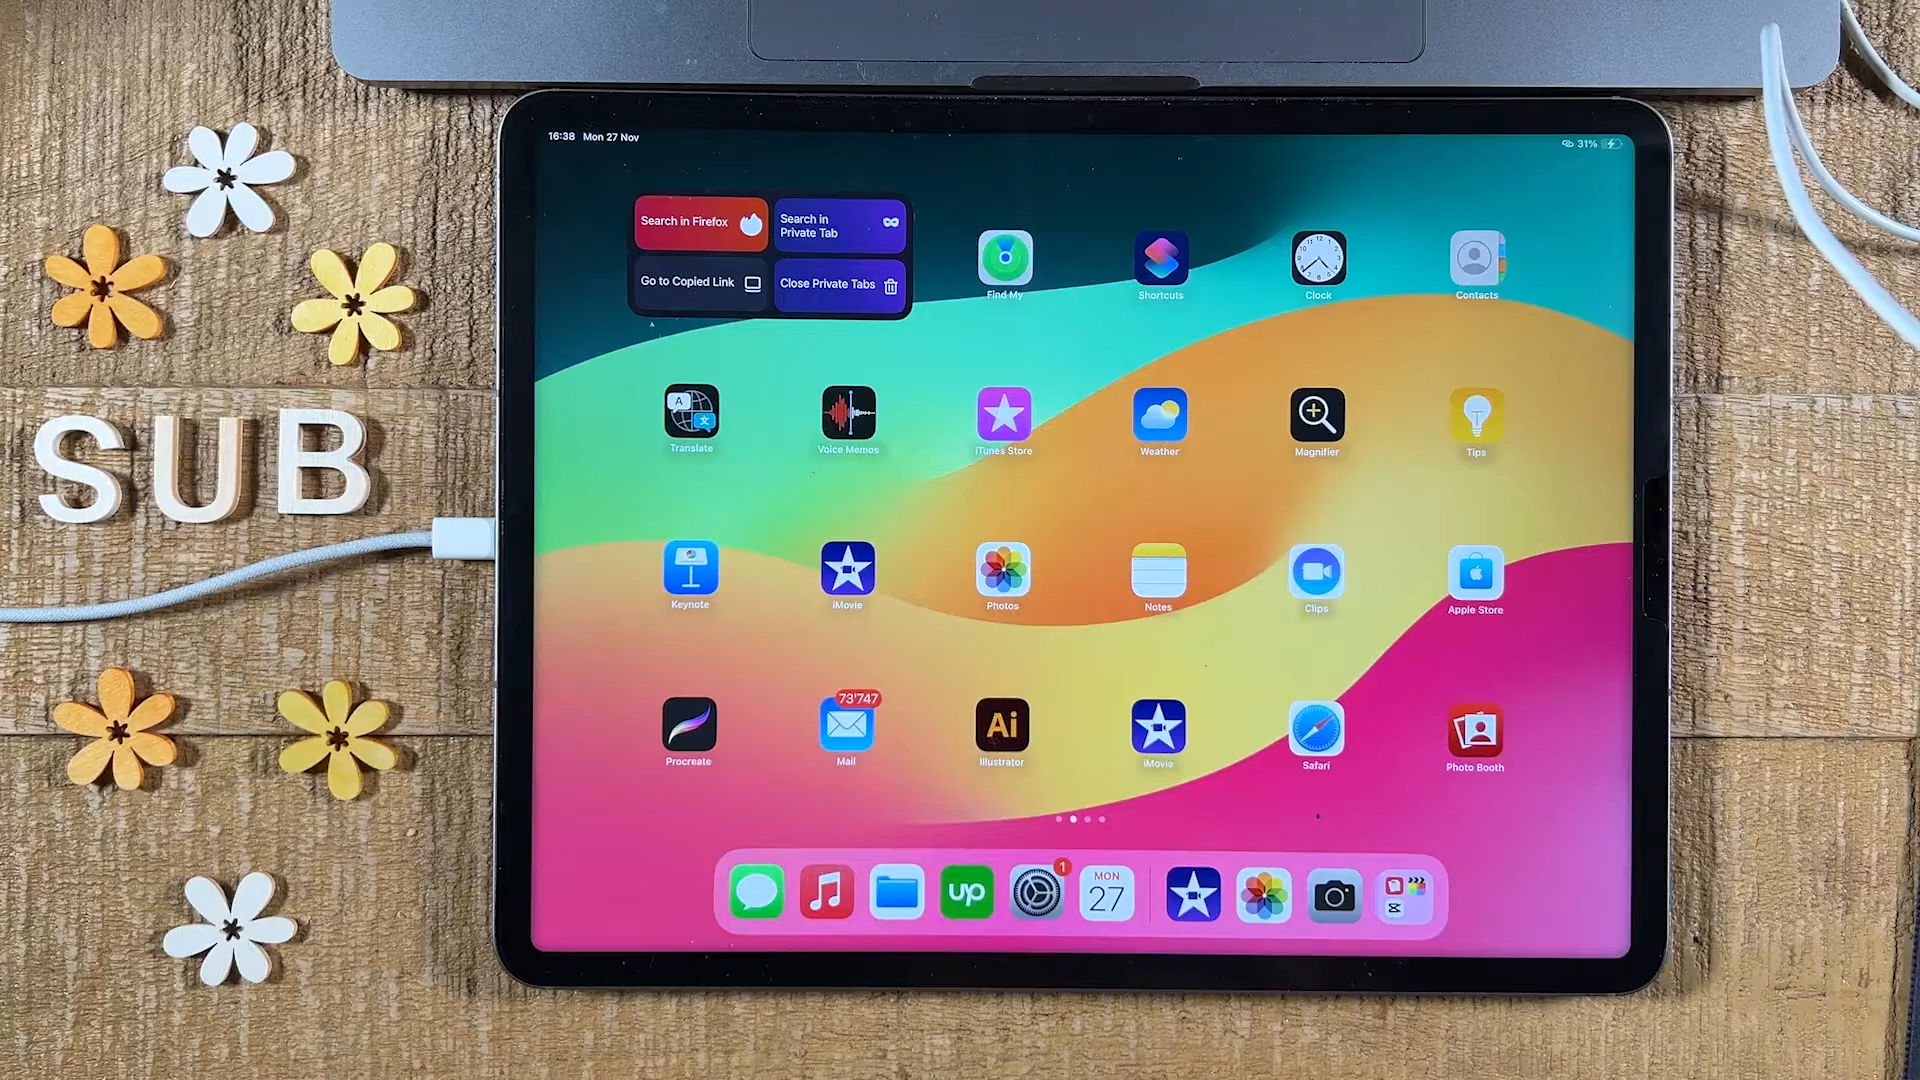 16:38 Mon 27 Nov
31%
Search in Firefox
Search in
Private Tab
Go to Copied Link
Close Private Tabs
Find My
Shortcuts
Clock
Contacts
Translate
Voice Memos
iTunes Store
Weather
Magnifier
Tips
SUB
Keynote
iMovie
Photos
Notes
Clips
Apple Store
73'747
Ai
Procreate
Mail
Illustrator
iMovie
Safari
Photo Booth
up
1
MON
27